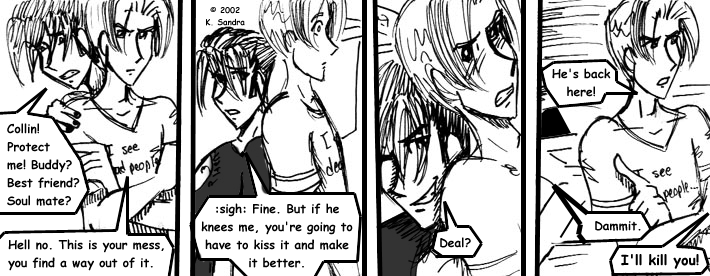 Collin!
Protect
me! Buddy?
Best friend?
Soul mate?
I see
people
Hell no. This is your mess,
you find a way out of it.
© 2002
K. Sandra
I
:sigh: Fine. But if he
knees me, you're going to
have to kiss it and make
it better.
Deal?
He's back
here!
I see
people...
Dammit.
I'll kill you!